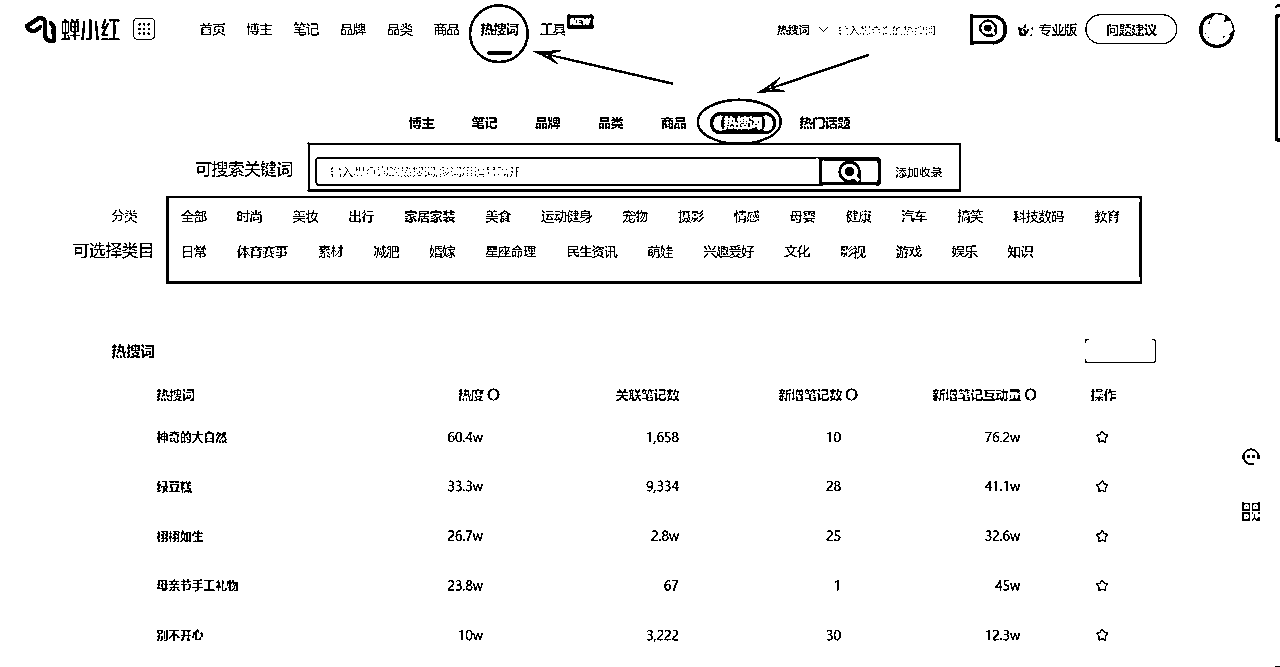 蝉小红 首页 博主 笔记 品牌 品类 商品 热搜词 工具 NEW 热搜词 专业版 问题建议
博主 笔记 品牌 品类 商品 热搜词 热门话题
可搜索关键词 添加收录
分类 全部 时尚 美妆 出行 家居家装 美食 运动健身 宠物 摄影 情感 母婴 健康 汽车 搞笑 科技数码 教育
可选择类目 日常 体育赛事 素材 减肥 婚嫁 星座命理 民生资讯 萌娃 兴趣爱好 文化 影视 游戏 娱乐 知识
热搜词
热搜词 热度 关联笔记数 新增笔记数 新增笔记互动量 操作
神奇的大自然 60.4w 1,658 10 76.2w
绿豆糕 33.3w 9,334 28 41.1w
栩栩如生 26.7w 2.8w 25 32.6w
母亲节手工礼物 23.8w 67 1 45w
别不开心 10w 3,222 30 12.3w